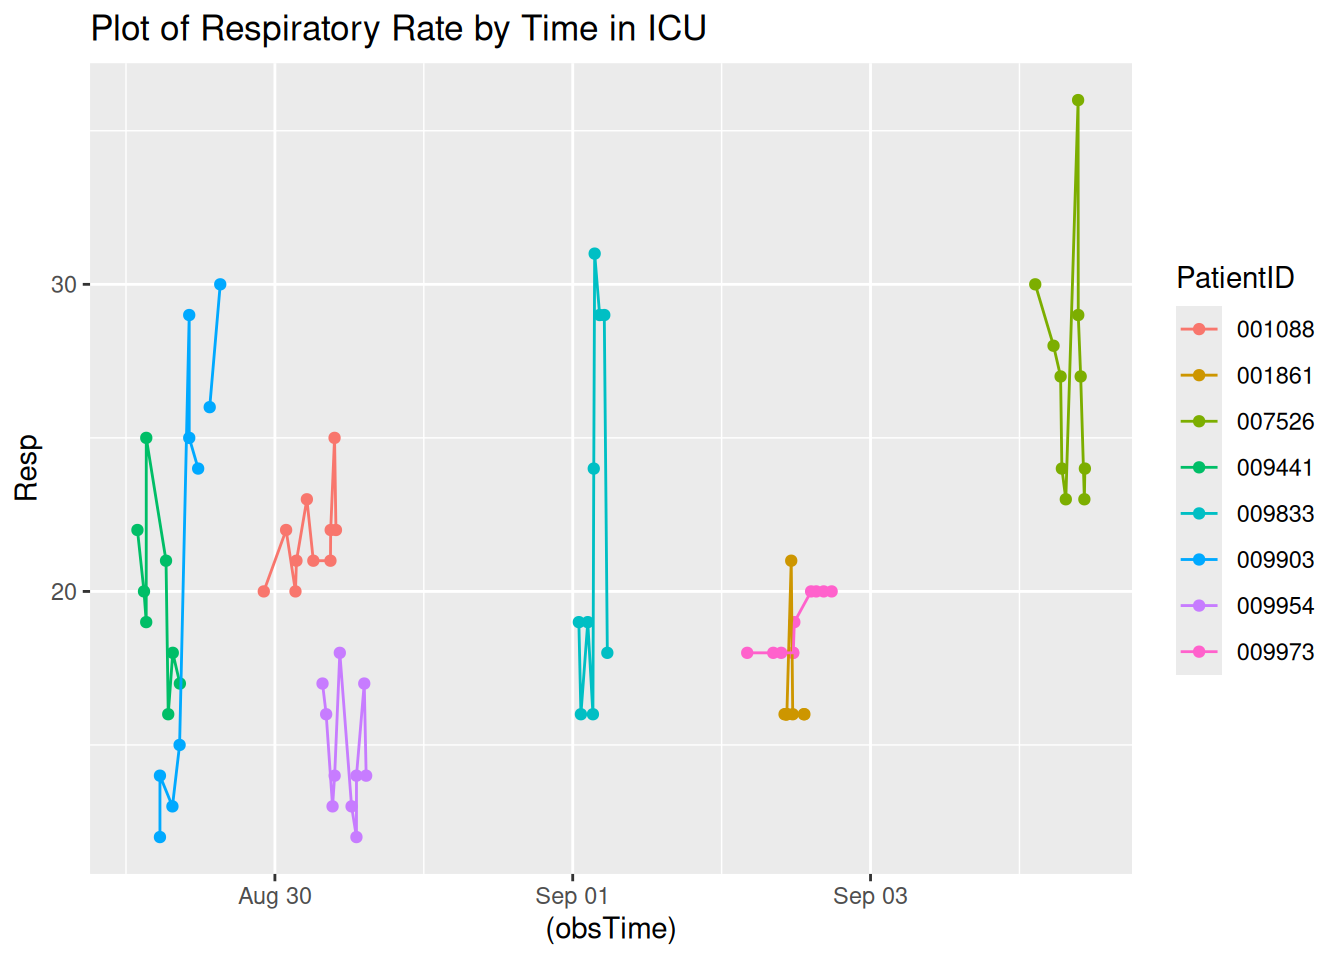 Plot of Respiratory Rate by Time in ICU
Resp
30
20
Aug 30
Sep 01
Sep 03
(obsTime)
PatientID
001088
001861
007526
009441
009833
009903
009954
009973